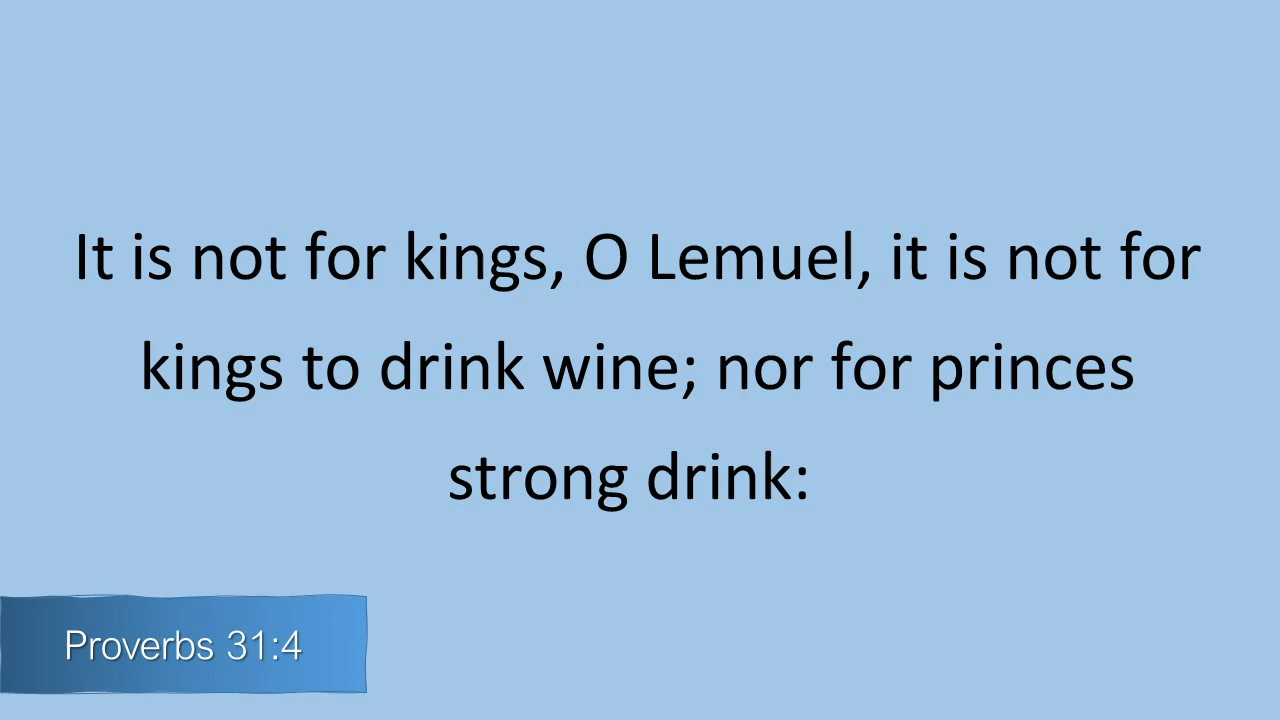 It is not for kings, O Lemuel, it is not for
kings to drink wine; nor for princes
strong drink:
Proverbs 31:4